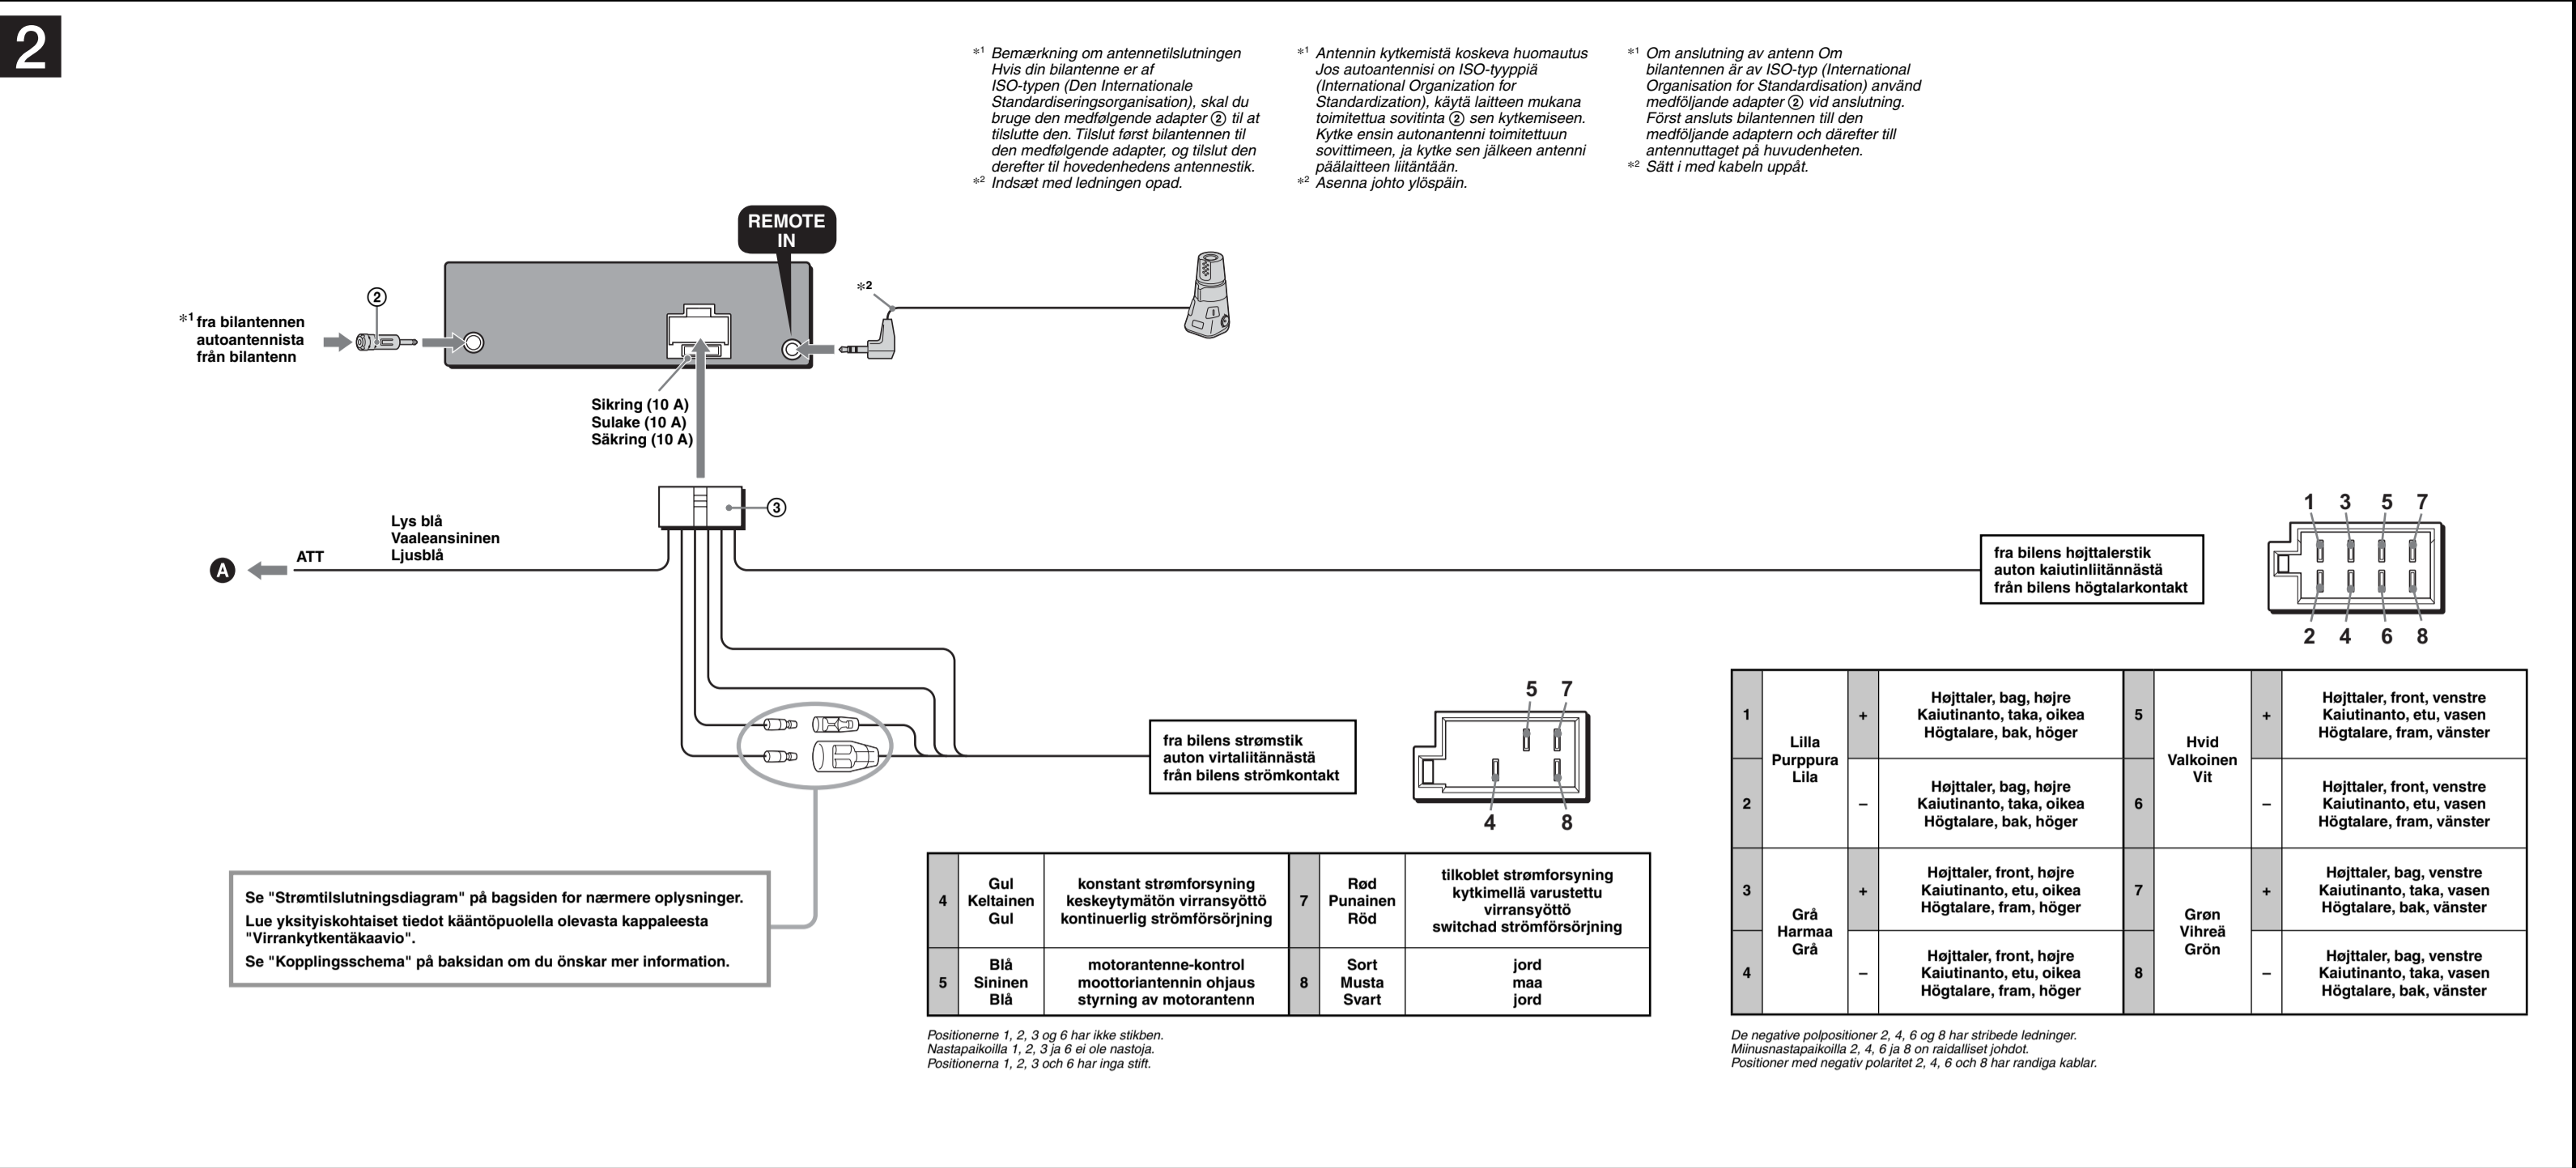 2
*1 Bemærkning om antennetilslutningen
Hvis din bilantenne er af
ISO-typen (Den Internationale
Standardiseringsorganisation), skal du
bruge den medfølgende adapter ② til at
tilslutte den. Tilslut først bilantennen til
den medfølgende adapter, og tilslut den
derefter til hovedenhedens antennestik.
*2 Indsæt med ledningen opad.
*1 Antennin kytkemistä koskeva huomautus
Jos autoantennisi on ISO-tyyppiä
(International Organization for
Standardization), käytä laitteen mukana
toimitettua sovitinta ② sen kytkemiseen.
Kytke ensin autonantenni toimitettuun
sovittimeen, ja kytke sen jälkeen antenni
päälaitteen liitäntään.
*2 Asenna johto ylöspäin.
*1 Om anslutning av antenn Om
bilantennen är av ISO-typ (International
Organisation for Standardisation) använd
medföljande adapter ② vid anslutning.
Först ansluts bilantennen till den
medföljande adaptern och därefter till
antennuttaget på huvudenheten.
*2 Sätt i med kabeln uppåt.
REMOTE
IN
②
*2
*1 fra bilantennen
autoantennista
från bilantenn
Sikring (10 A)
Sulake (10 A)
Säkring (10 A)
③
Lys blå
Vaaleansininen
Ljusblå
A
ATT
fra bilens højttalerstik
auton kaiutinliitännästä
från bilens högtalarkontakt
1 3 5 7
2 4 6 8
fra bilens strømstik
auton virtaliitännästä
från bilens strömkontakt
5 7
4 8
Se "Strømtilslutningsdiagram" på bagsiden for nærmere oplysninger.
Lue yksityiskohtaiset tiedot kääntöpuolella olevasta kappaleesta
"Virrankytkentäkaavio".
Se "Kopplingsschema" på baksidan om du önskar mer information.
4
Gul
Keltainen
Gul
konstant strømforsyning
keskeytymätön virransyöttö
kontinuerlig strömförsörjning
7
Rød
Punainen
Röd
tilkoblet strømforsyning
kytkimellä varustettu
virransyöttö
switchad strömförsörjning
5
Blå
Sininen
Blå
motorantenne-kontrol
moottoriantennin ohjaus
styrning av motorantenn
8
Sort
Musta
Svart
jord
maa
jord
Positionerne 1, 2, 3 og 6 har ikke stikben.
Nastapaikoilla 1, 2, 3 ja 6 ei ole nastoja.
Positionerna 1, 2, 3 och 6 har inga stift.
1
Lilla
Purppura
Lila
+
Højttaler, bag, højre
Kaiutinanto, taka, oikea
Högtalare, bak, höger
5
Hvid
Valkoinen
Vit
+
Højttaler, front, venstre
Kaiutinanto, etu, vasen
Högtalare, fram, vänster
2
–
Højttaler, bag, højre
Kaiutinanto, taka, oikea
Högtalare, bak, höger
6
–
Højttaler, front, venstre
Kaiutinanto, etu, vasen
Högtalare, fram, vänster
3
Grå
Harmaa
Grå
+
Højttaler, front, højre
Kaiutinanto, etu, oikea
Högtalare, fram, höger
7
Grøn
Vihreä
Grön
+
Højttaler, bag, venstre
Kaiutinanto, taka, vasen
Högtalare, bak, vänster
4
–
Højttaler, front, højre
Kaiutinanto, etu, oikea
Högtalare, fram, höger
8
–
Højttaler, bag, venstre
Kaiutinanto, taka, vasen
Högtalare, bak, vänster
De negative polpositioner 2, 4, 6 og 8 har stribede ledninger.
Miinusnastapaikoilla 2, 4, 6 ja 8 on raidalliset johdot.
Positioner med negativ polaritet 2, 4, 6 och 8 har randiga kablar.